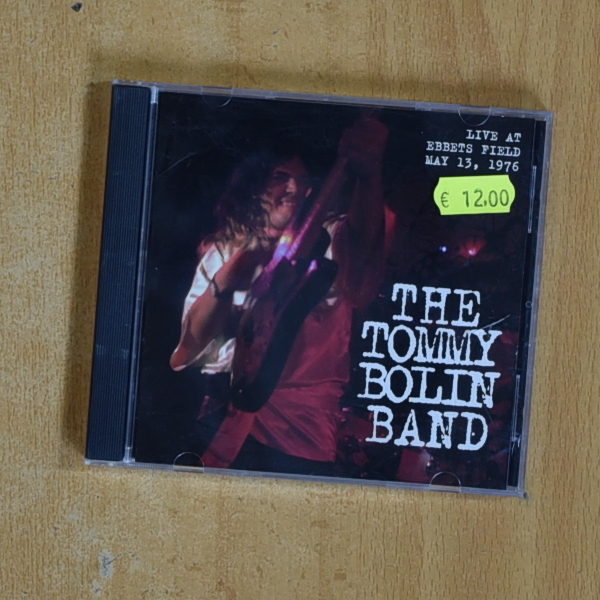 LIVE AT
EBBETS FIELD
MAY 13, 1976
€ 12.00
THE
TOMMY
BOLIN
BAND